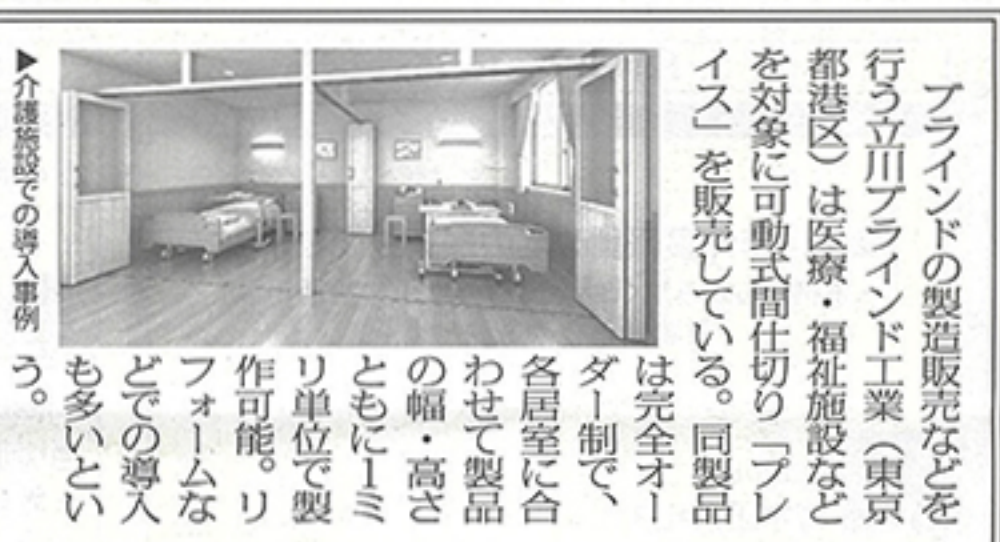 ブラインドの製造販売などを
行う立川ブラインド工業（東京
都港区）は医療・福祉施設など
を対象に可動式間仕切り「プレ
イス」を販売している。同製品
は完全オー
ダー制で、
各居室に合
わせて製品
の幅・高さ
ともに1ミ
リ単位で製
作可能。リ
フォームな
どでの導入
も多いとい
う。
▶介護施設での導入事例